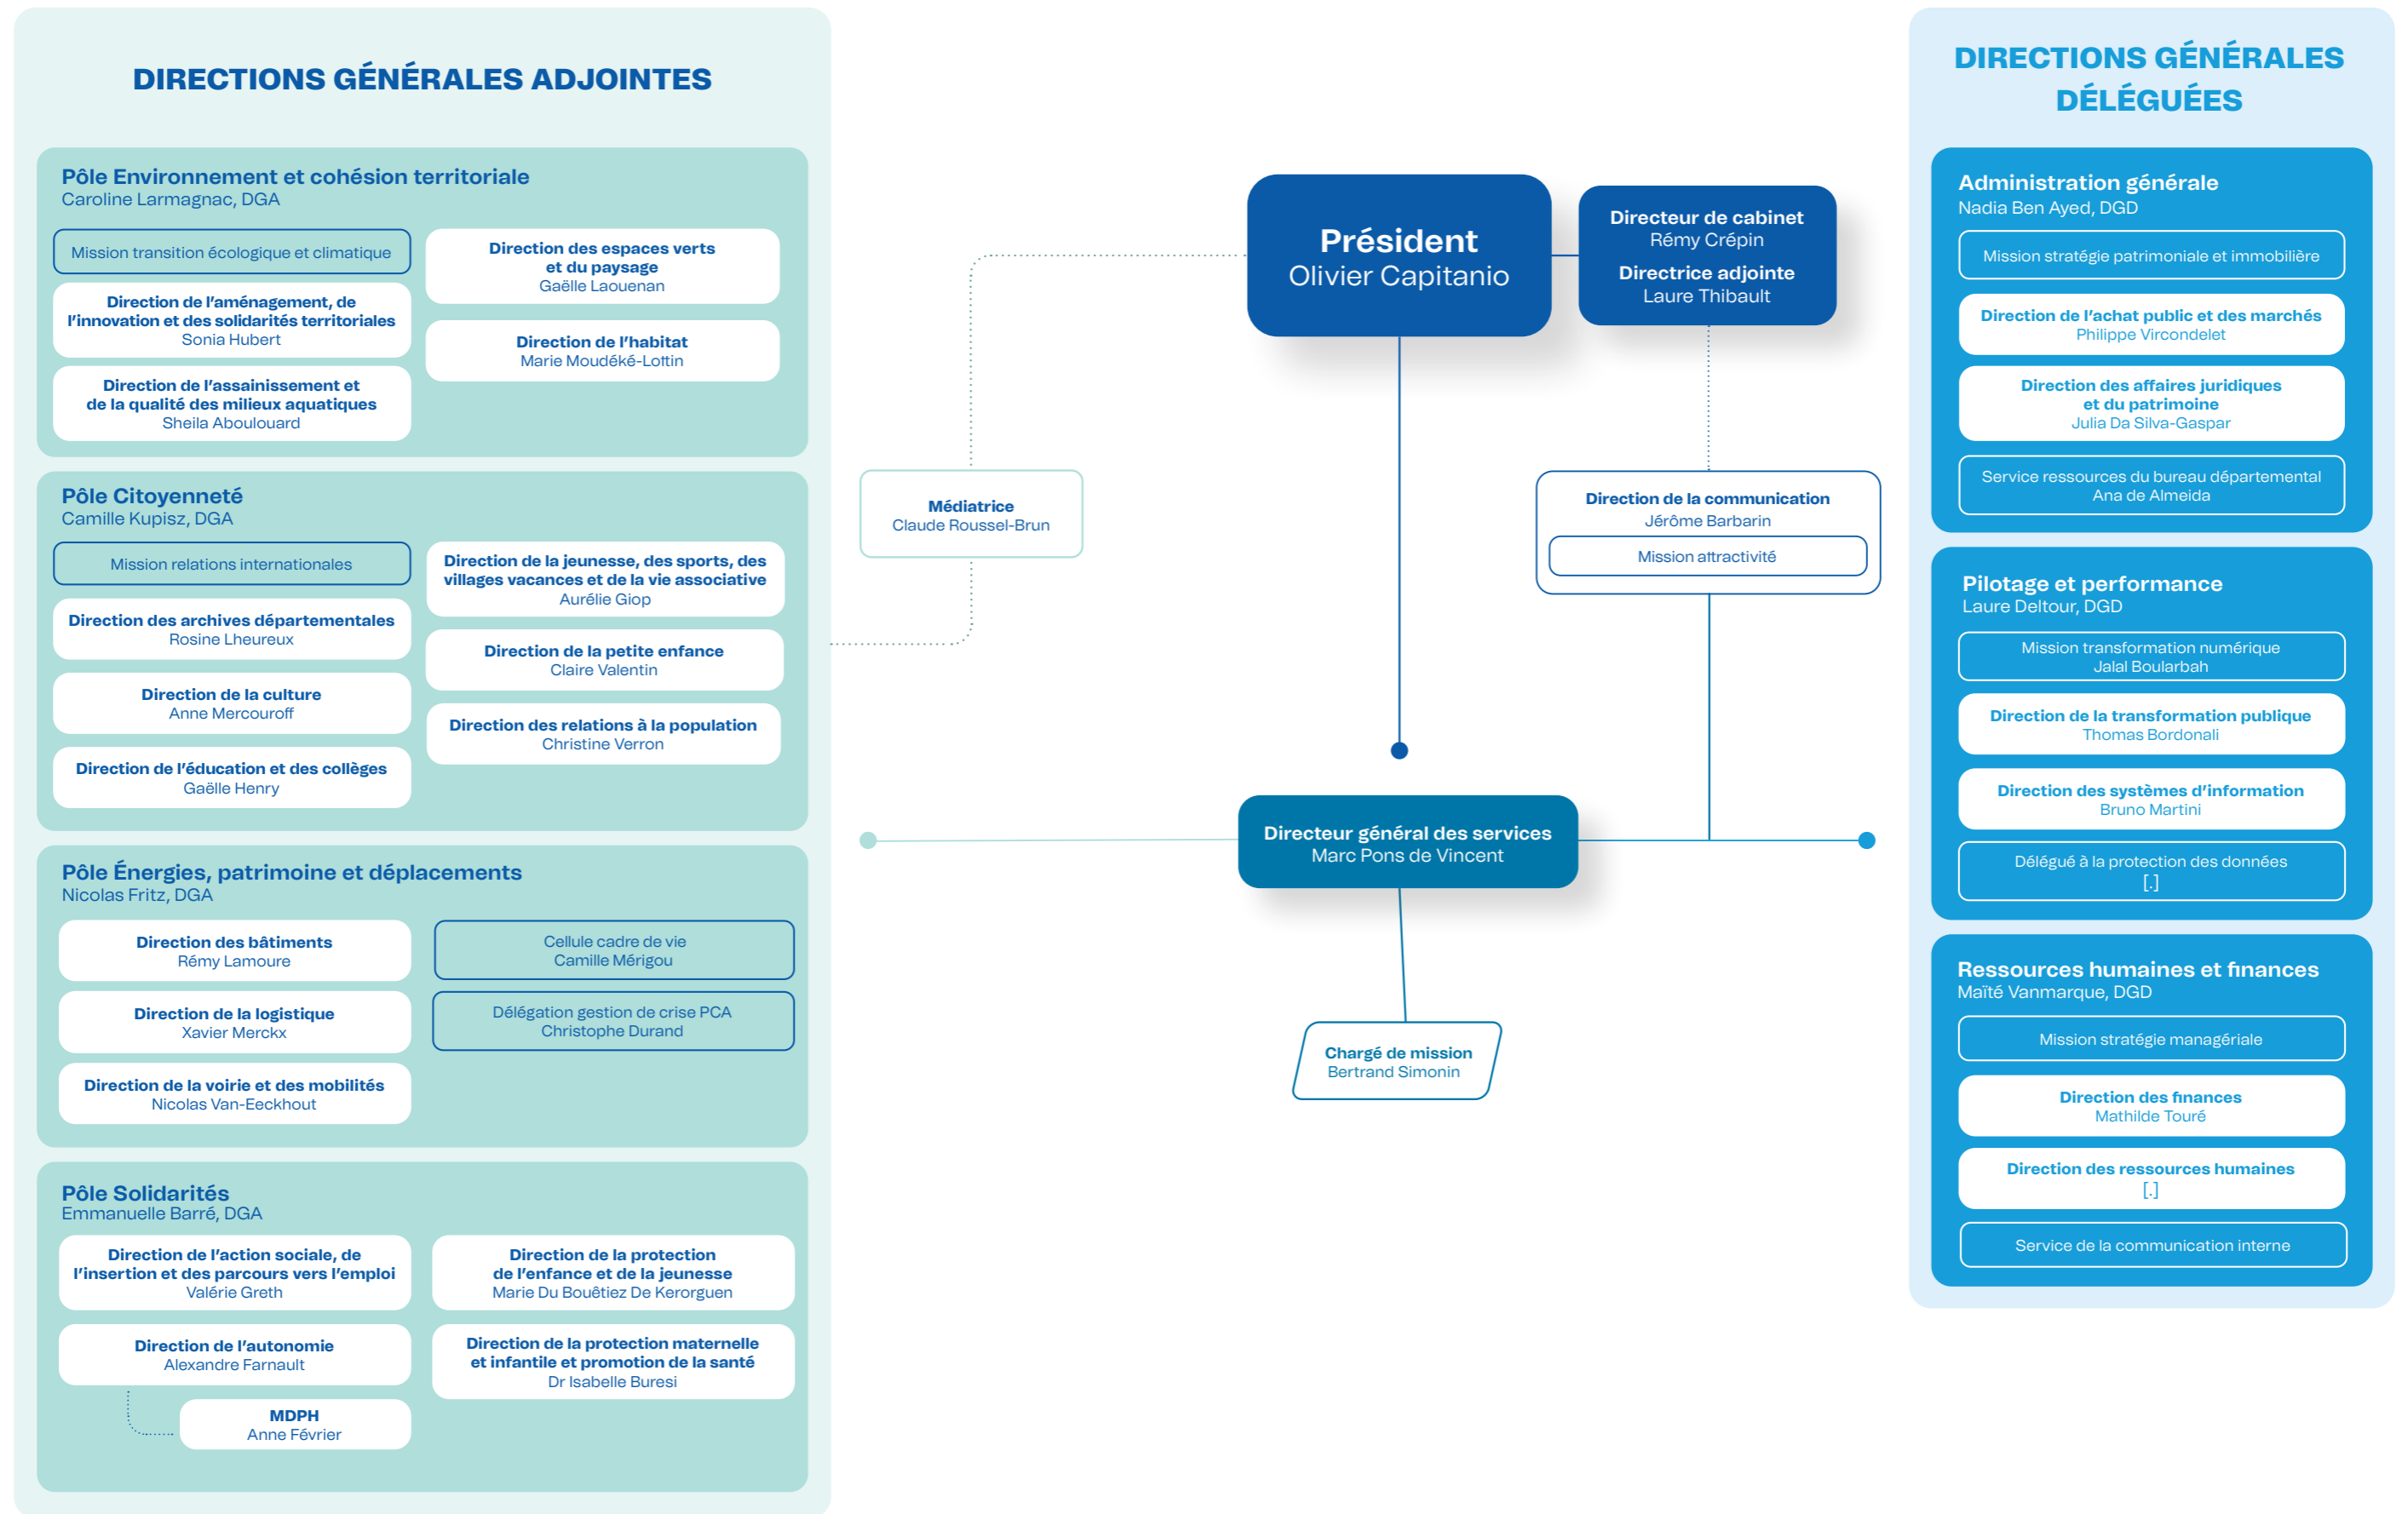 DIRECTIONS GÉNÉRALES ADJOINTES
Pôle Environnement et cohésion territoriale
Caroline Larmagnac, DGA
Mission transition écologique et climatique
Direction de l'aménagement, de
l'innovation et des solidarités territoriales
Sonia Hubert
Direction de l'assainissement et
de la qualité des milieux aquatiques
Sheila Aboulouard
Direction des espaces verts
et du paysage
Gaëlle Laouenan
Direction de l'habitat
Marie Moudéké-Lottin
Pôle Citoyenneté
Camille Kupisz, DGA
Mission relations internationales
Direction des archives départementales
Rosine Lheureux
Direction de la culture
Anne Mercouroff
Direction de l'éducation et des collèges
Gaëlle Henry
Direction de la jeunesse, des sports, des
villages vacances et de la vie associative
Aurélie Giop
Direction de la petite enfance
Claire Valentin
Direction des relations à la population
Christine Verron
Pôle Énergies, patrimoine et déplacements
Nicolas Fritz, DGA
Direction des bâtiments
Rémy Lamoure
Direction de la logistique
Xavier Merckx
Direction de la voirie et des mobilités
Nicolas Van-Eeckhout
Cellule cadre de vie
Camille Mérigou
Délégation gestion de crise PCA
Christophe Durand
Pôle Solidarités
Emmanuelle Barré, DGA
Direction de l'action sociale, de
l'insertion et des parcours vers l'emploi
Valérie Greth
Direction de l'autonomie
Alexandre Farnault
MDPH
Anne Février
Direction de la protection
de l'enfance et de la jeunesse
Marie Du Bouêtiez De Kerorguen
Direction de la protection maternelle
et infantile et promotion de la santé
Dr Isabelle Buresi
Médiatrice
Claude Roussel-Brun
Président
Olivier Capitanio
Directeur de cabinet
Rémy Crépin
Directrice adjointe
Laure Thibault
Direction de la communication
Jérôme Barbarin
Mission attractivité
Directeur général des services
Marc Pons de Vincent
Chargé de mission
Bertrand Simonin
DIRECTIONS GÉNÉRALES
DÉLÉGUÉES
Administration générale
Nadia Ben Ayed, DGD
Mission stratégie patrimoniale et immobilière
Direction de l'achat public et des marchés
Philippe Vircondelet
Direction des affaires juridiques
et du patrimoine
Julia Da Silva-Gaspar
Service ressources du bureau départemental
Ana de Almeida
Pilotage et performance
Laure Deltour, DGD
Mission transformation numérique
Jalal Boularbah
Direction de la transformation publique
Thomas Bordonali
Direction des systèmes d'information
Bruno Martini
Délégué à la protection des données
[.]
Ressources humaines et finances
Maïté Vanmarque, DGD
Mission stratégie managériale
Direction des finances
Mathilde Touré
Direction des ressources humaines
[.]
Service de la communication interne